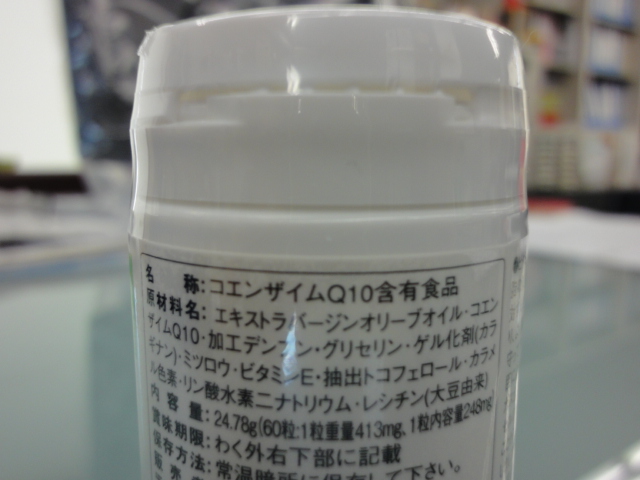 名　　称:コエンザイムQ10含有食品
原材料名:エキストラバージンオリーブオイル・コエン
ザイムQ10・加工デンプン・グリセリン・ゲル化剤(カラ
ギナン)・ミツロウ・ビタミンE・抽出トコフェロール・カラメ
ル色素・リン酸水素二ナトリウム・レシチン(大豆由来)
内 容 量:24.78g(60粒:1粒重量413mg、1粒内容量248mg)
賞味期限:わく外右下部に記載
保存方法:常温暗所に保存して下さい。
販 売